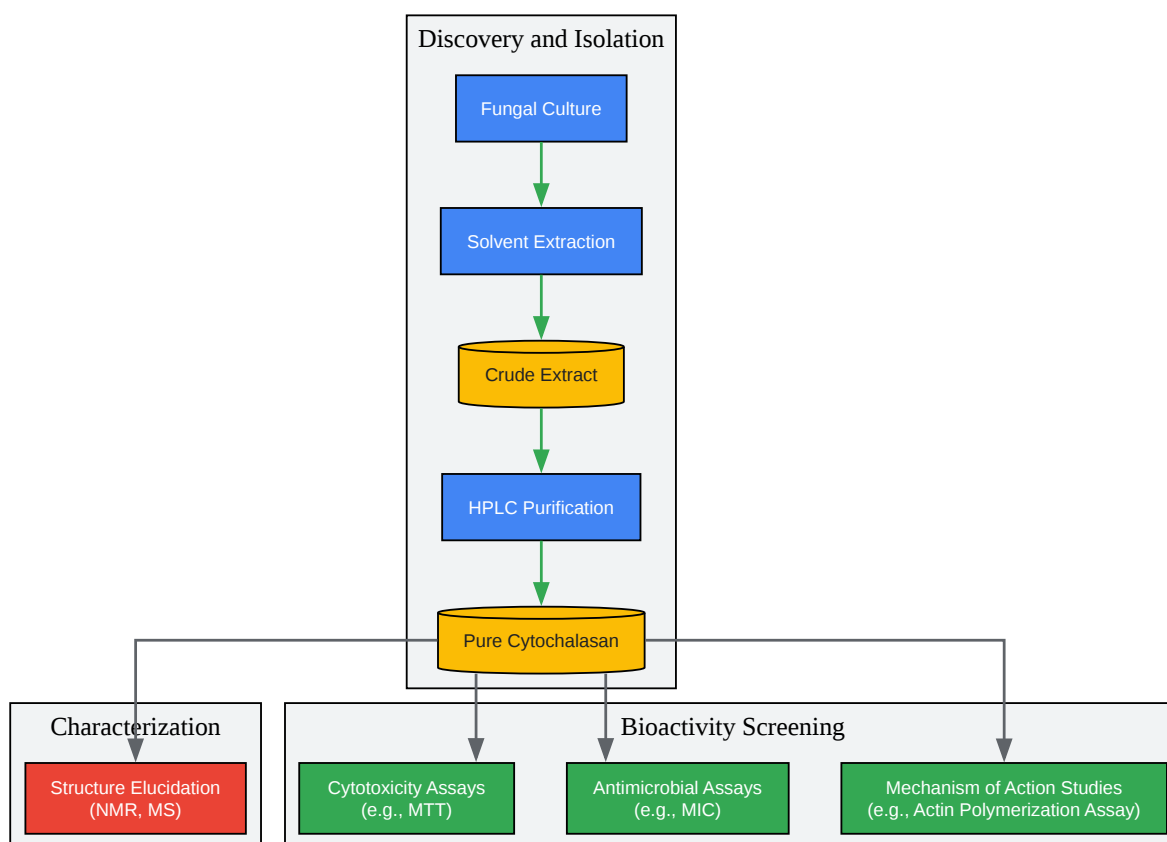 Discovery and Isolation
Fungal Culture
Solvent Extraction
Crude Extract
HPLC Purification
Pure Cytochalasan
Characterization
Structure Elucidation
(NMR, MS)
Bioactivity Screening
Cytotoxicity Assays
(e.g., MTT)
Antimicrobial Assays
(e.g., MIC)
Mechanism of Action Studies
(e.g., Actin Polymerization Assay)